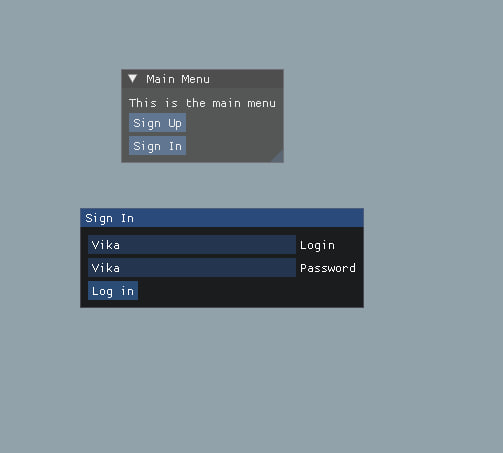 Main Menu
This is the main menu
Sign Up
Sign In
Sign In
Vika Login
Vika Password
Log in